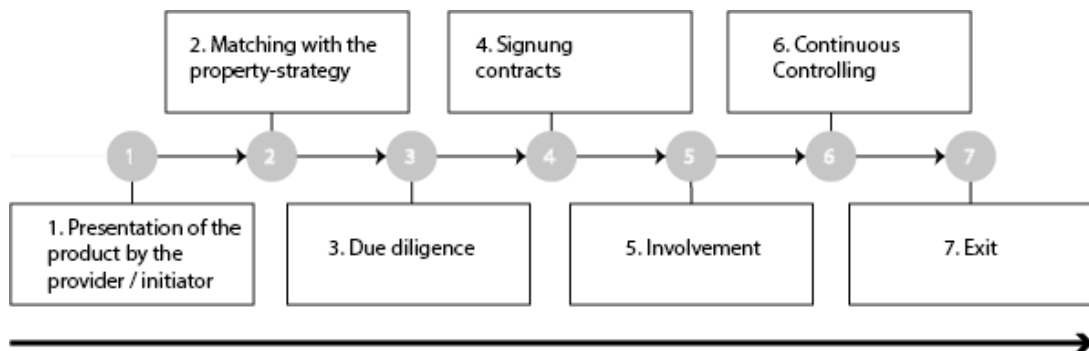 2. Matching with the
property-strategy
4. Signung
contracts
6. Continuous
Controlling
1
2
3
4
5
6
7
1. Presentation of the
product by the
provider / initiator
3. Due diligence
5. Involvement
7. Exit